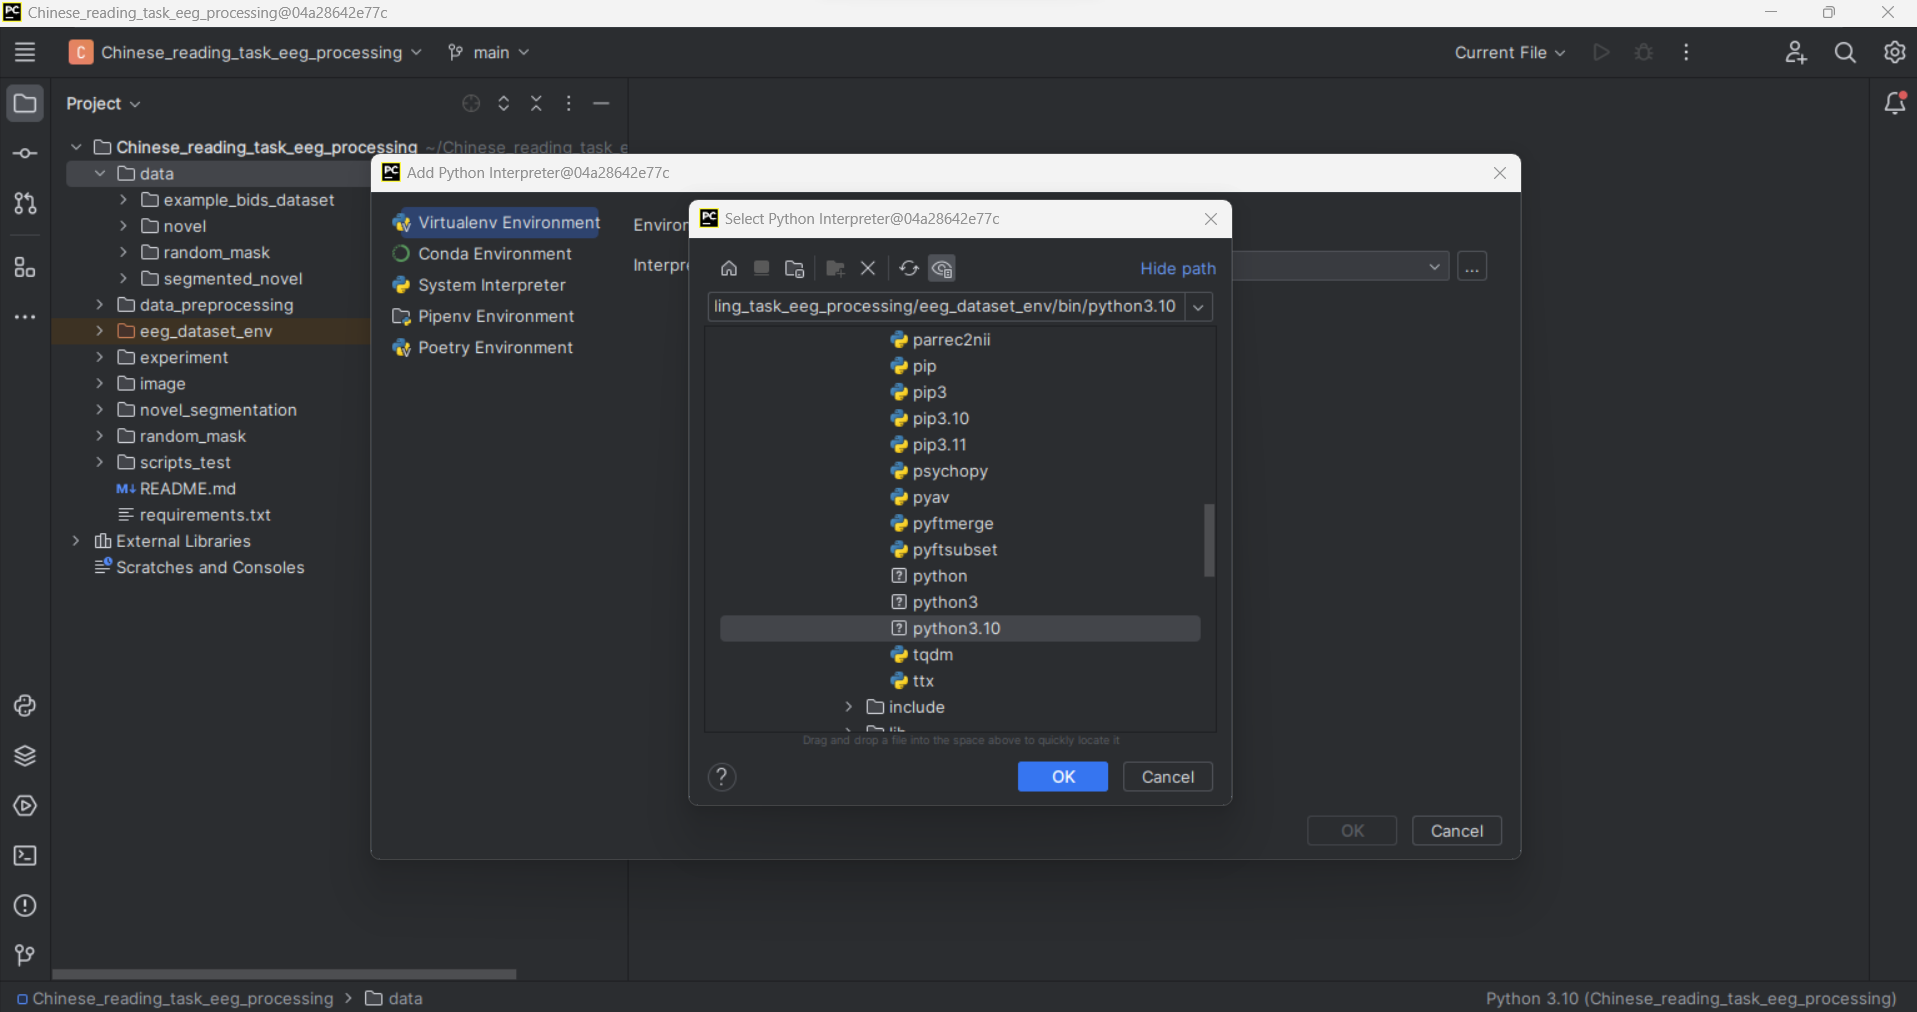 PC Chinese_reading_task_eeg_processing@04a28642e77c
C Chinese_reading_task_eeg_processing main
Current File
Project
Chinese_reading_task_eeg_processing ~/Chinese_reading_task_e
data
example_bids_dataset
novel
random_mask
segmented_novel
data_preprocessing
eeg_dataset_env
experiment
image
novel_segmentation
random_mask
scripts_test
M↓ README.md
requirements.txt
External Libraries
Scratches and Consoles
PC Add Python Interpreter@04a28642e77c
Virtualenv Environment
Conda Environment
System Interpreter
Pipenv Environment
Poetry Environment
Environ
Interpre
...
PC Select Python Interpreter@04a28642e77c
Hide path
ling_task_eeg_processing/eeg_dataset_env/bin/python3.10
parrec2nii
pip
pip3
pip3.10
pip3.11
psychopy
pyav
pyftmerge
pyftsubset
? python
? python3
? python3.10
tqdm
ttx
include
lib
Drag and drop a file into the space above to quickly locate it
?
OK
Cancel
OK
Cancel
Chinese_reading_task_eeg_processing > data
Python 3.10 (Chinese_reading_task_eeg_processing)